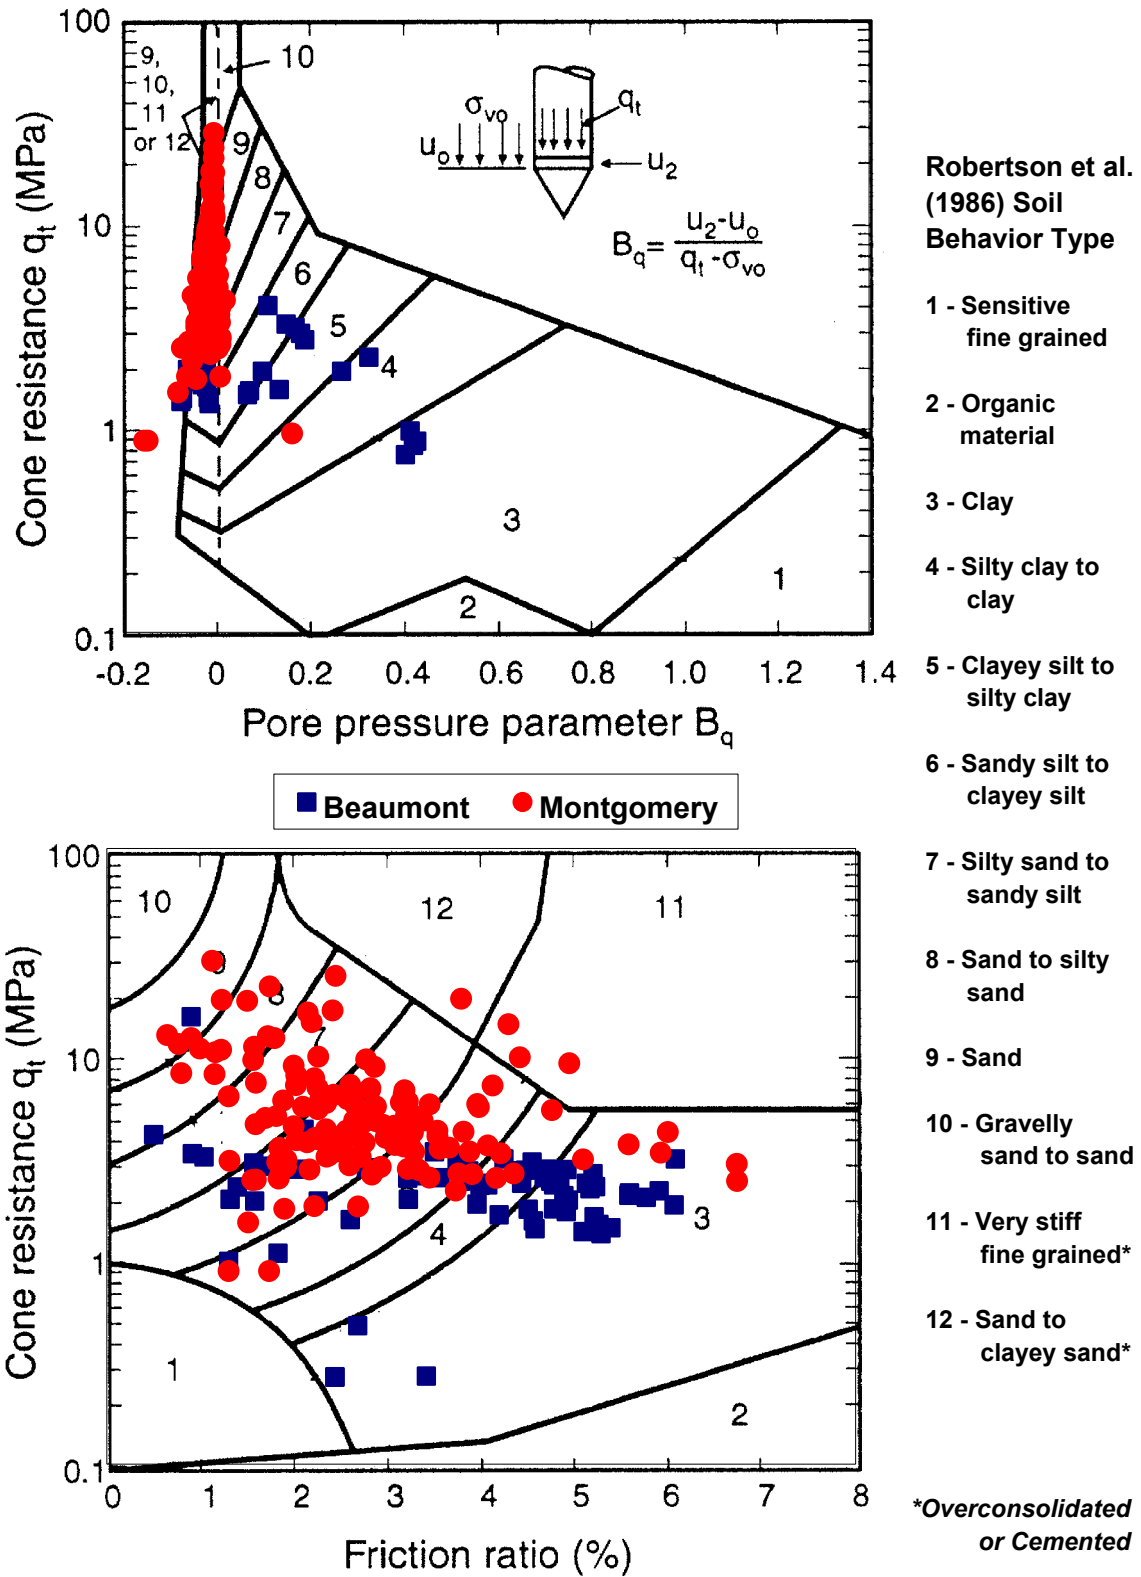 100
10
1
0.1
Cone resistance qt (MPa)
9,
10,
11
or 12
10
9
8
7
6
5
4
3
2
1
σvo
qt
uo
u2
Bq= u2-uo
qt - σvo
-0.2 0 0.2 0.4 0.6 0.8 1.0 1.2 1.4
Pore pressure parameter Bq
Beaumont Montgomery
100
10
1
0.1
Cone resistance qt (MPa)
10
9
8
7
12
11
4
3
1
2
0 1 2 3 4 5 6 7 8
Friction ratio (%)
Robertson et al.
(1986) Soil
Behavior Type
1 - Sensitive
fine grained
2 - Organic
material
3 - Clay
4 - Silty clay to
clay
5 - Clayey silt to
silty clay
6 - Sandy silt to
clayey silt
7 - Silty sand to
sandy silt
8 - Sand to silty
sand
9 - Sand
10 - Gravelly
sand to sand
11 - Very stiff
fine grained*
12 - Sand to
clayey sand*
*Overconsolidated
or Cemented